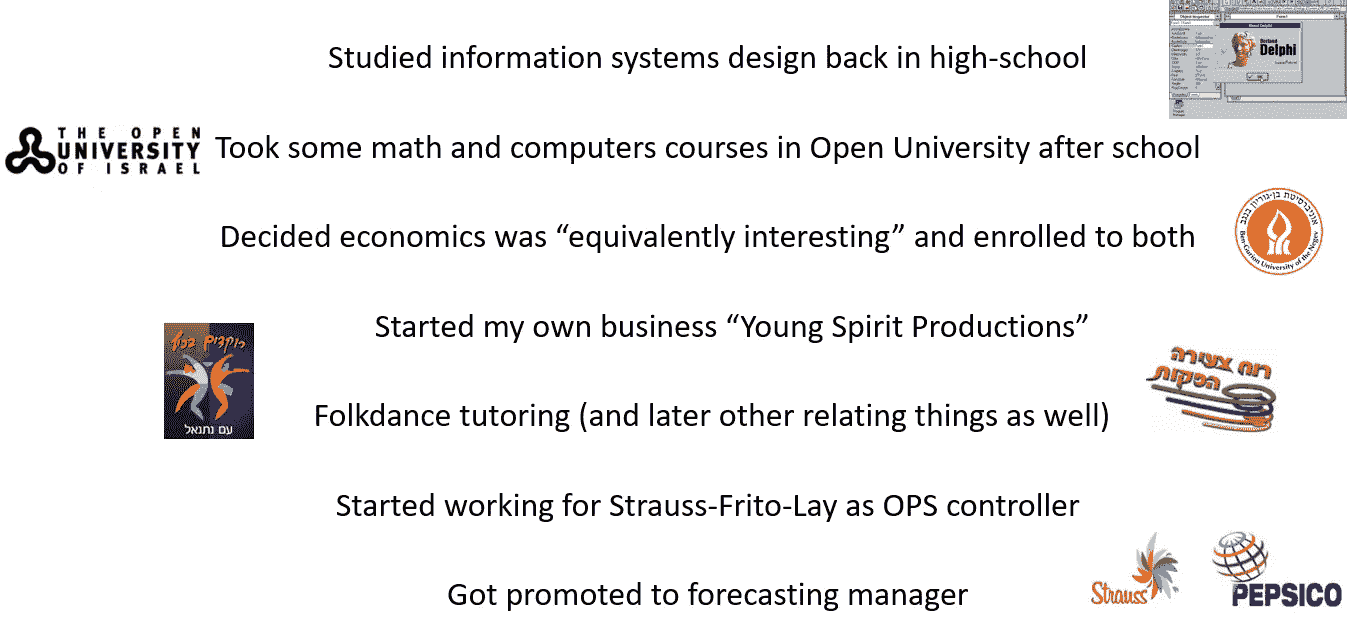 Object Inspector
Borland
Delphi
Studied information systems design back in high-school
THE OPEN
UNIVERSITY
OF ISRAEL
Took some math and computers courses in Open University after school
אוניברסיטת בן-גוריון בנגב
Ben-Gurion University of the Negev
Decided economics was “equivalently interesting” and enrolled to both
Started my own business “Young Spirit Productions”
עם נתנאל
רוח צעירה
הפקות
Folkdance tutoring (and later other relating things as well)
Started working for Strauss-Frito-Lay as OPS controller
Strauss
PEPSICO
Got promoted to forecasting manager